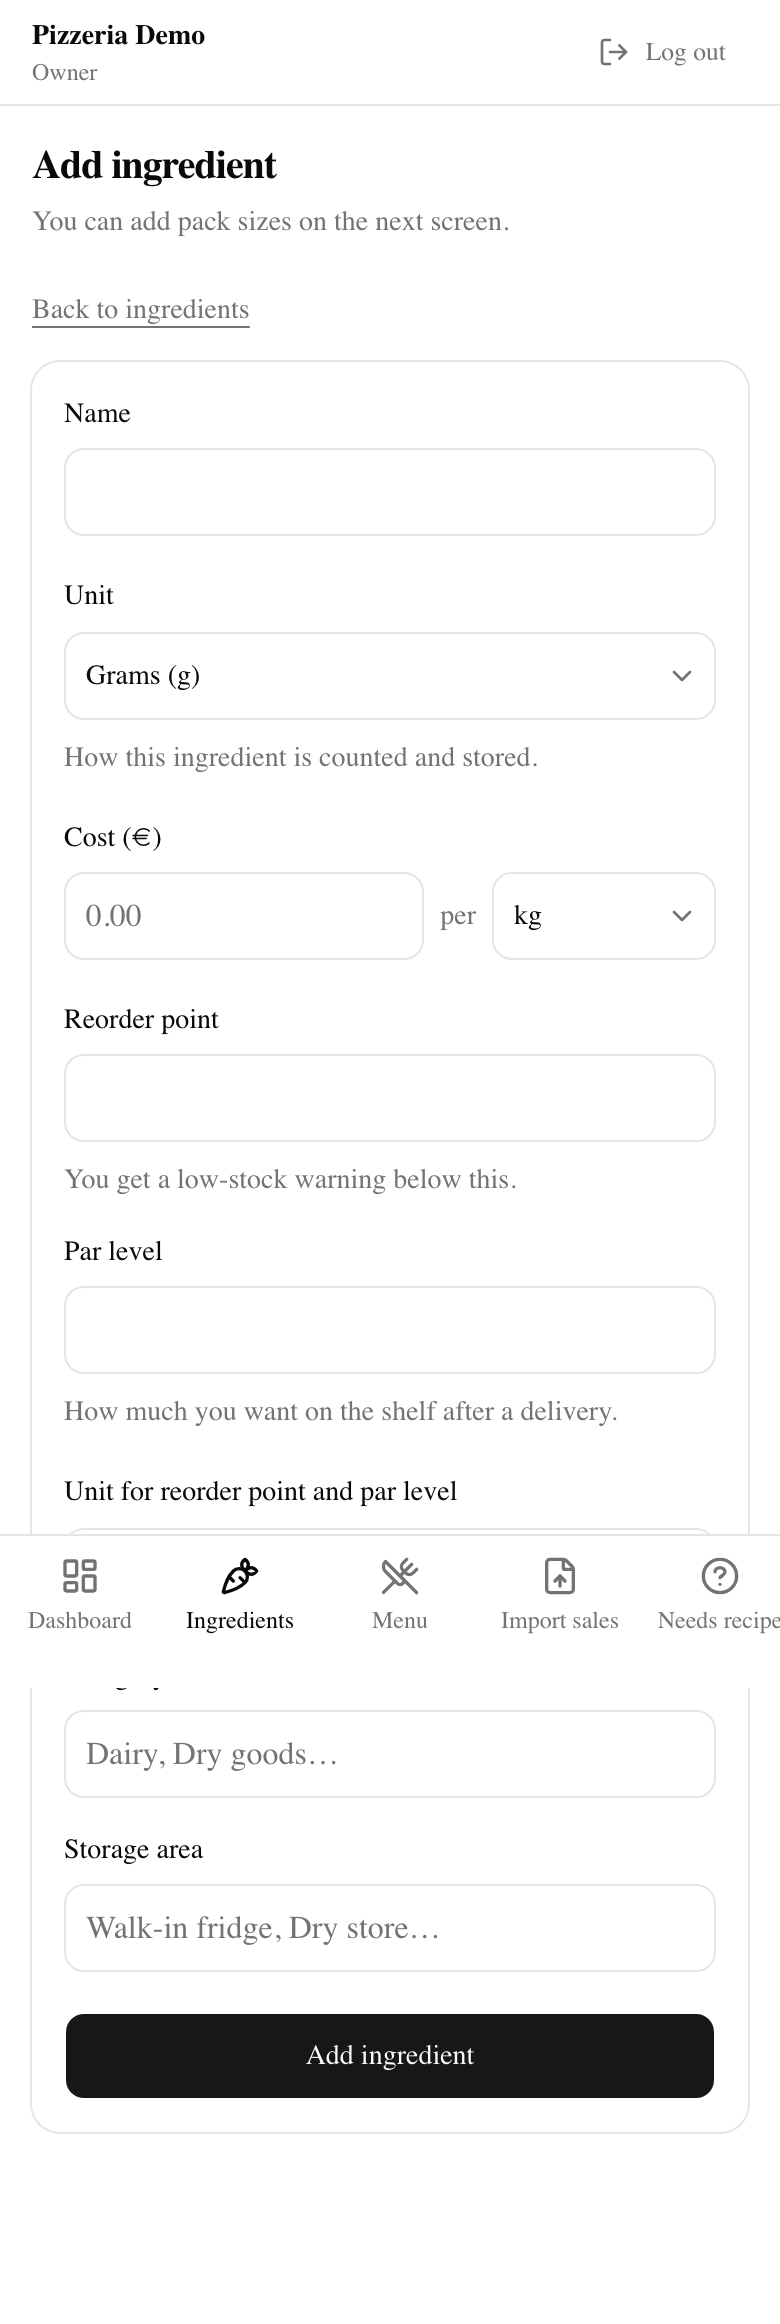 Pizzeria Demo
Owner
Log out
Add ingredient
You can add pack sizes on the next screen.
Back to ingredients
Name
Unit
Grams (g)
How this ingredient is counted and stored.
Cost (€)
0.00
per
kg
Reorder point
You get a low-stock warning below this.
Par level
How much you want on the shelf after a delivery.
Unit for reorder point and par level
Dashboard
Ingredients
Menu
Import sales
Needs recipe
Dairy, Dry goods…
Storage area
Walk-in fridge, Dry store…
Add ingredient